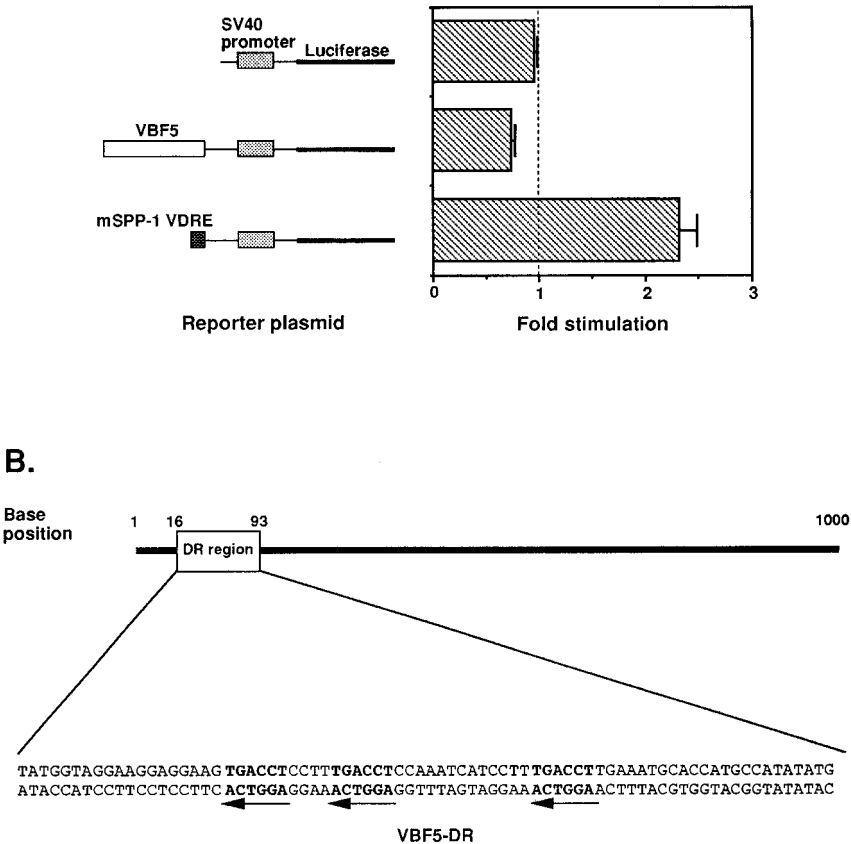 SV40
promoter
Luciferase
VBF5
mSPP-1 VDRE
0 1 2 3
Reporter plasmid
Fold stimulation
B.
Base
position
1 16 93 1000
DR region
TATGGTAGGAAGGAGGAAGTGACCTCCTTTGACCTCCAAATCATCCTTTGACCTTGAAATGCACCATGCCATATATG
ATACCATCCTTCCTCCTTCACTGGAGGAAACTGGAGGTTTAGTAGGAAACTGGAACTTTACGTGGTACGGTATATAC
VBF5-DR